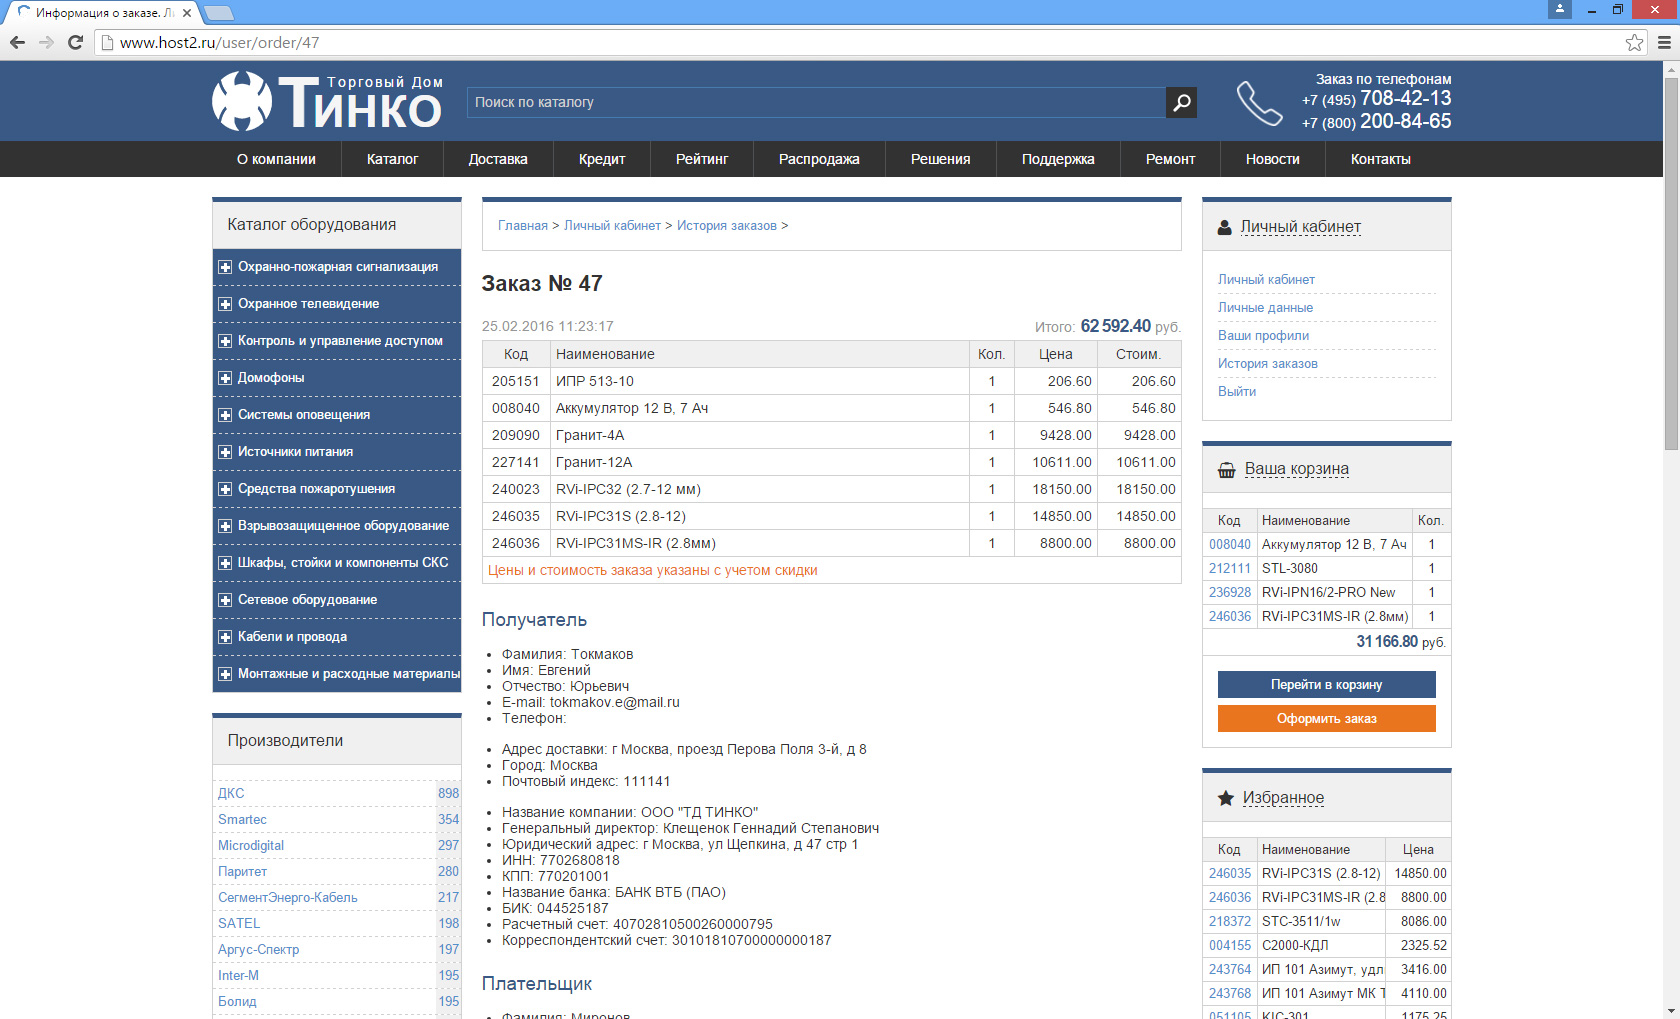 Информация о заказе. Ли
www.host2.ru/user/order/47
Торговый Дом
Тинко
Поиск по каталогу
Заказ по телефонам
+7 (495) 708-42-13
+7 (800) 200-84-65
О компании Каталог Доставка Кредит Рейтинг Распродажа Решения Поддержка Ремонт Новости Контакты
Каталог оборудования
Охранно-пожарная сигнализация
Охранное телевидение
Контроль и управление доступом
Домофоны
Системы оповещения
Источники питания
Средства пожаротушения
Взрывозащищенное оборудование
Шкафы, стойки и компоненты СКС
Сетевое оборудование
Кабели и провода
Монтажные и расходные материалы
Производители
ДКС 898
Smartec 354
Microdigital 297
Паритет 280
СегментЭнерго-Кабель 217
SATEL 198
Аргус-Спектр 197
Inter-M 195
Болид 195
Главная > Личный кабинет > История заказов >
Заказ № 47
25.02.2016 11:23:17 Итого: 62 592.40 руб.
Код Наименование Кол. Цена Стоим.
205151 ИПР 513-10 1 206.60 206.60
008040 Аккумулятор 12 В, 7 Ач 1 546.80 546.80
209090 Гранит-4А 1 9428.00 9428.00
227141 Гранит-12А 1 10611.00 10611.00
240023 RVi-IPC32 (2.7-12 мм) 1 18150.00 18150.00
246035 RVi-IPC31S (2.8-12) 1 14850.00 14850.00
246036 RVi-IPC31MS-IR (2.8мм) 1 8800.00 8800.00
Цены и стоимость заказа указаны с учетом скидки
Получатель
Фамилия: Токмаков
Имя: Евгений
Отчество: Юрьевич
E-mail: tokmakov.e@mail.ru
Телефон:
Адрес доставки: г Москва, проезд Перова Поля 3-й, д 8
Город: Москва
Почтовый индекс: 111141
Название компании: ООО "ТД ТИНКО"
Генеральный директор: Клещенок Геннадий Степанович
Юридический адрес: г Москва, ул Щепкина, д 47 стр 1
ИНН: 7702680818
КПП: 770201001
Название банка: БАНК ВТБ (ПАО)
БИК: 044525187
Расчетный счет: 40702810500260000795
Корреспондентский счет: 30101810700000000187
Плательщик
Фамилия: Миронов
Личный кабинет
Личный кабинет
Личные данные
Ваши профили
История заказов
Выйти
Ваша корзина
Код Наименование Кол.
008040 Аккумулятор 12 В, 7 Ач 1
212111 STL-3080 1
236928 RVi-IPN16/2-PRO New 1
246036 RVi-IPC31MS-IR (2.8мм) 1
31 166.80 руб.
Перейти в корзину
Оформить заказ
Избранное
Код Наименование Цена
246035 RVi-IPC31S (2.8-12) 14850.00
246036 RVi-IPC31MS-IR (2.8 8800.00
218372 STC-3511/1w 8086.00
004155 С2000-КДЛ 2325.52
243764 ИП 101 Азимут, удл 3416.00
243768 ИП 101 Азимут МК Т 4110.00
051105 KIC-301 1175.25